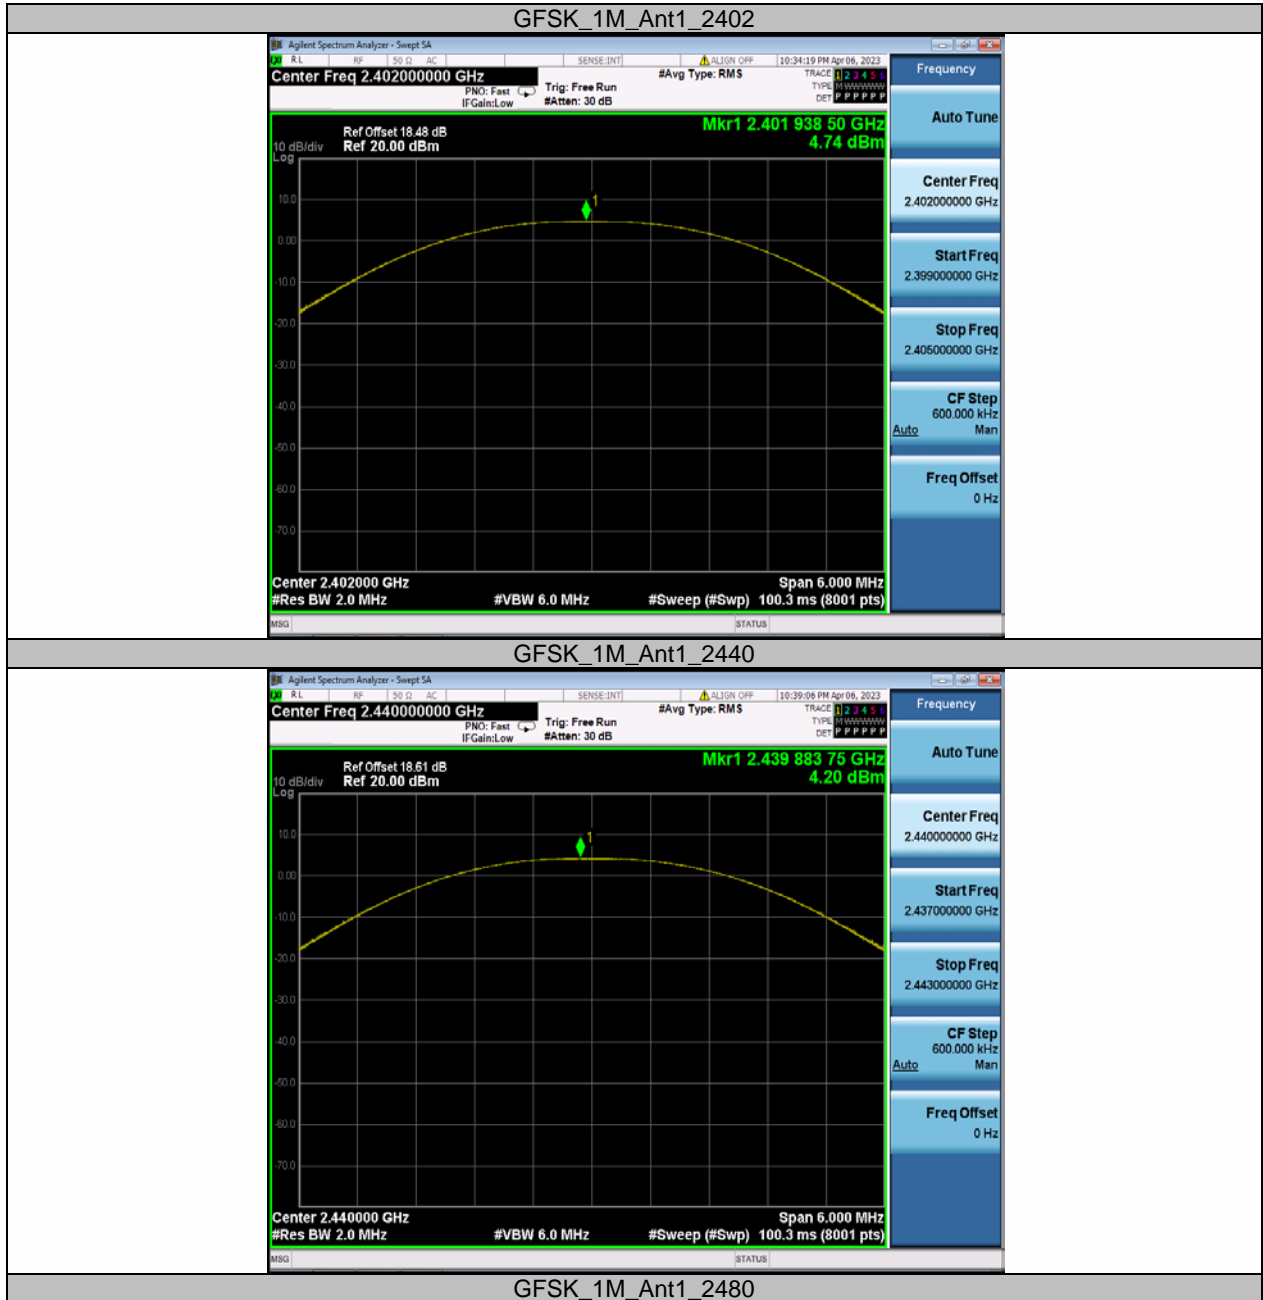 GFSK_1M_Ant1_2402
Agilent Spectrum Analyzer - Swept SA
RL RF 50 Ω AC SENSE:INT ALIGN OFF 10:34:19 PM Apr 06, 2023
Center Freq 2.402000000 GHz
PNO: Fast
IFGain:Low
Trig: Free Run
#Atten: 30 dB
#Avg Type: RMS
TRACE 1 2 3 4 5 6
TYPE M WWWWW
DET P P P P P P
Frequency
Ref Offset 18.48 dB
10 dB/div Ref 20.00 dBm
Log
Mkr1 2.401 938 50 GHz
4.74 dBm
1
10.0
0.00
-10.0
-20.0
-30.0
-40.0
-50.0
-60.0
-70.0
Center 2.402000 GHz Span 6.000 MHz
#Res BW 2.0 MHz #VBW 6.0 MHz #Sweep (#Swp) 100.3 ms (8001 pts)
MSG STATUS
Auto Tune
Center Freq
2.402000000 GHz
Start Freq
2.399000000 GHz
Stop Freq
2.405000000 GHz
CF Step
600.000 kHz
Auto Man
Freq Offset
0 Hz
GFSK_1M_Ant1_2440
Agilent Spectrum Analyzer - Swept SA
RL RF 50 Ω AC SENSE:INT ALIGN OFF 10:39:06 PM Apr 06, 2023
Center Freq 2.440000000 GHz
PNO: Fast
IFGain:Low
Trig: Free Run
#Atten: 30 dB
#Avg Type: RMS
TRACE 1 2 3 4 5 6
TYPE M WWWWW
DET P P P P P P
Frequency
Ref Offset 18.61 dB
10 dB/div Ref 20.00 dBm
Log
Mkr1 2.439 883 75 GHz
4.20 dBm
1
10.0
0.00
-10.0
-20.0
-30.0
-40.0
-50.0
-60.0
-70.0
Center 2.440000 GHz Span 6.000 MHz
#Res BW 2.0 MHz #VBW 6.0 MHz #Sweep (#Swp) 100.3 ms (8001 pts)
MSG STATUS
Auto Tune
Center Freq
2.440000000 GHz
Start Freq
2.437000000 GHz
Stop Freq
2.443000000 GHz
CF Step
600.000 kHz
Auto Man
Freq Offset
0 Hz
GFSK_1M_Ant1_2480